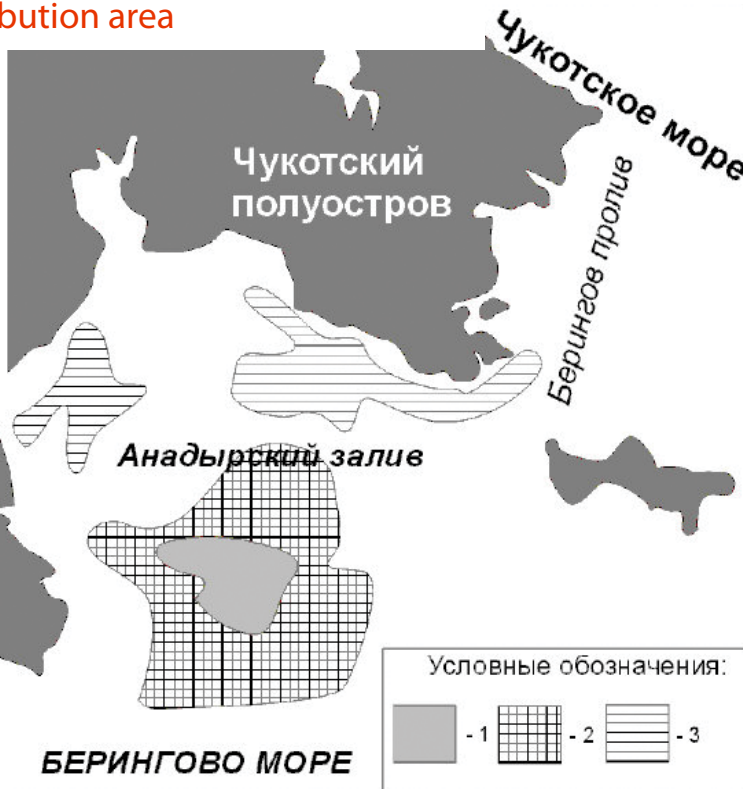 bution area
Чукотское море
Чукотский
полуостров
Берингов пролив
Анадырский залив
Условные обозначения:
- 1 - 2 - 3
БЕРИНГОВО МОРЕ